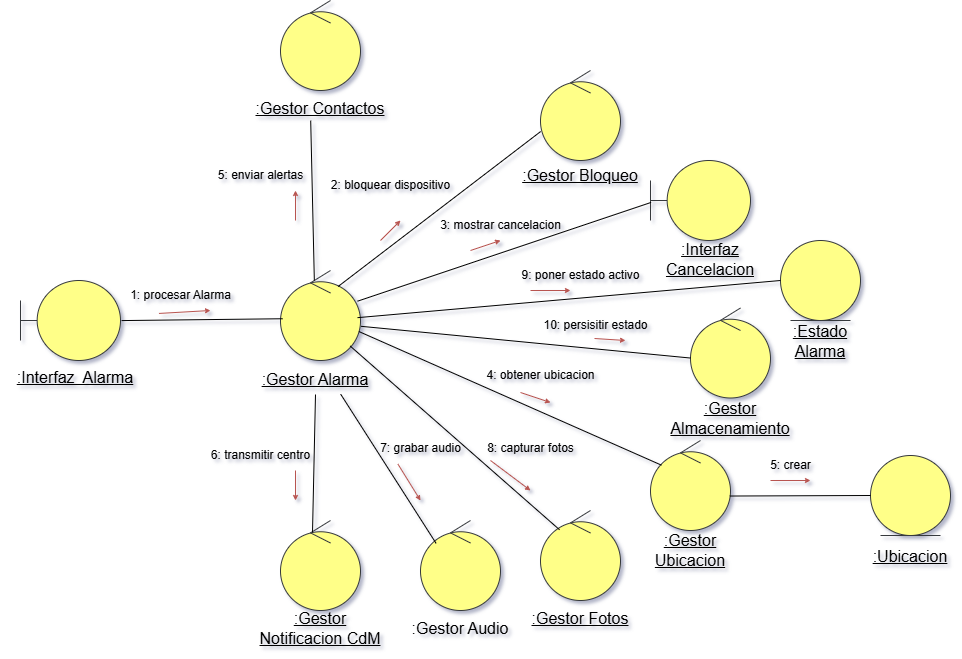 :Gestor Contactos
5: enviar alertas
2: bloquear dispositivo
:Gestor Bloqueo
3: mostrar cancelacion
:Interfaz
Cancelacion
9: poner estado activo
1: procesar Alarma
10: persisitir estado
:Estado
Alarma
:Interfaz Alarma
:Gestor Alarma
4: obtener ubicacion
:Gestor
Almacenamiento
6: transmitir centro
7: grabar audio
8: capturar fotos
5: crear
:Gestor
Ubicacion
:Ubicacion
:Gestor
Notificacion CdM
:Gestor Audio
:Gestor Fotos